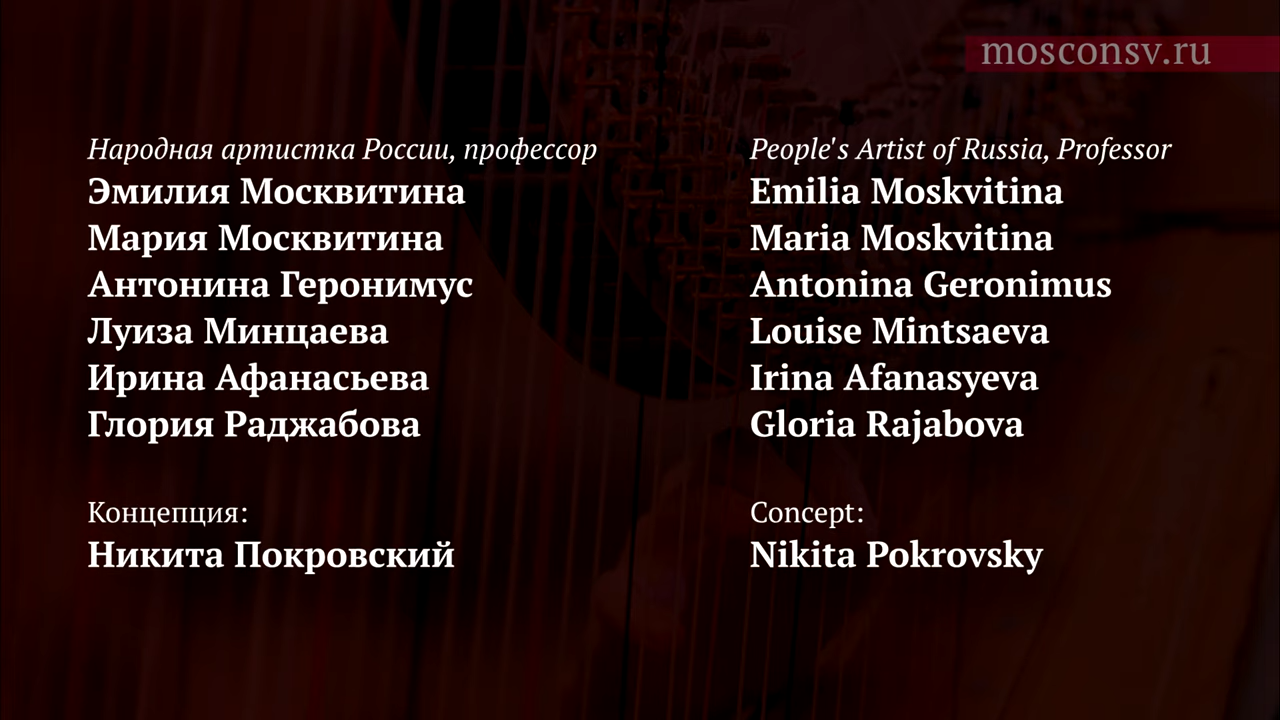 mosconsv.ru
Народная артистка России, профессор
Эмилия Москвитина
Мария Москвитина
Антонина Геронимус
Луиза Минцаева
Ирина Афанасьева
Глория Раджабова
Концепция:
Никита Покровский
People's Artist of Russia, Professor
Emilia Moskvitina
Maria Moskvitina
Antonina Geronimus
Louise Mintsaeva
Irina Afanasyeva
Gloria Rajabova
Concept:
Nikita Pokrovsky